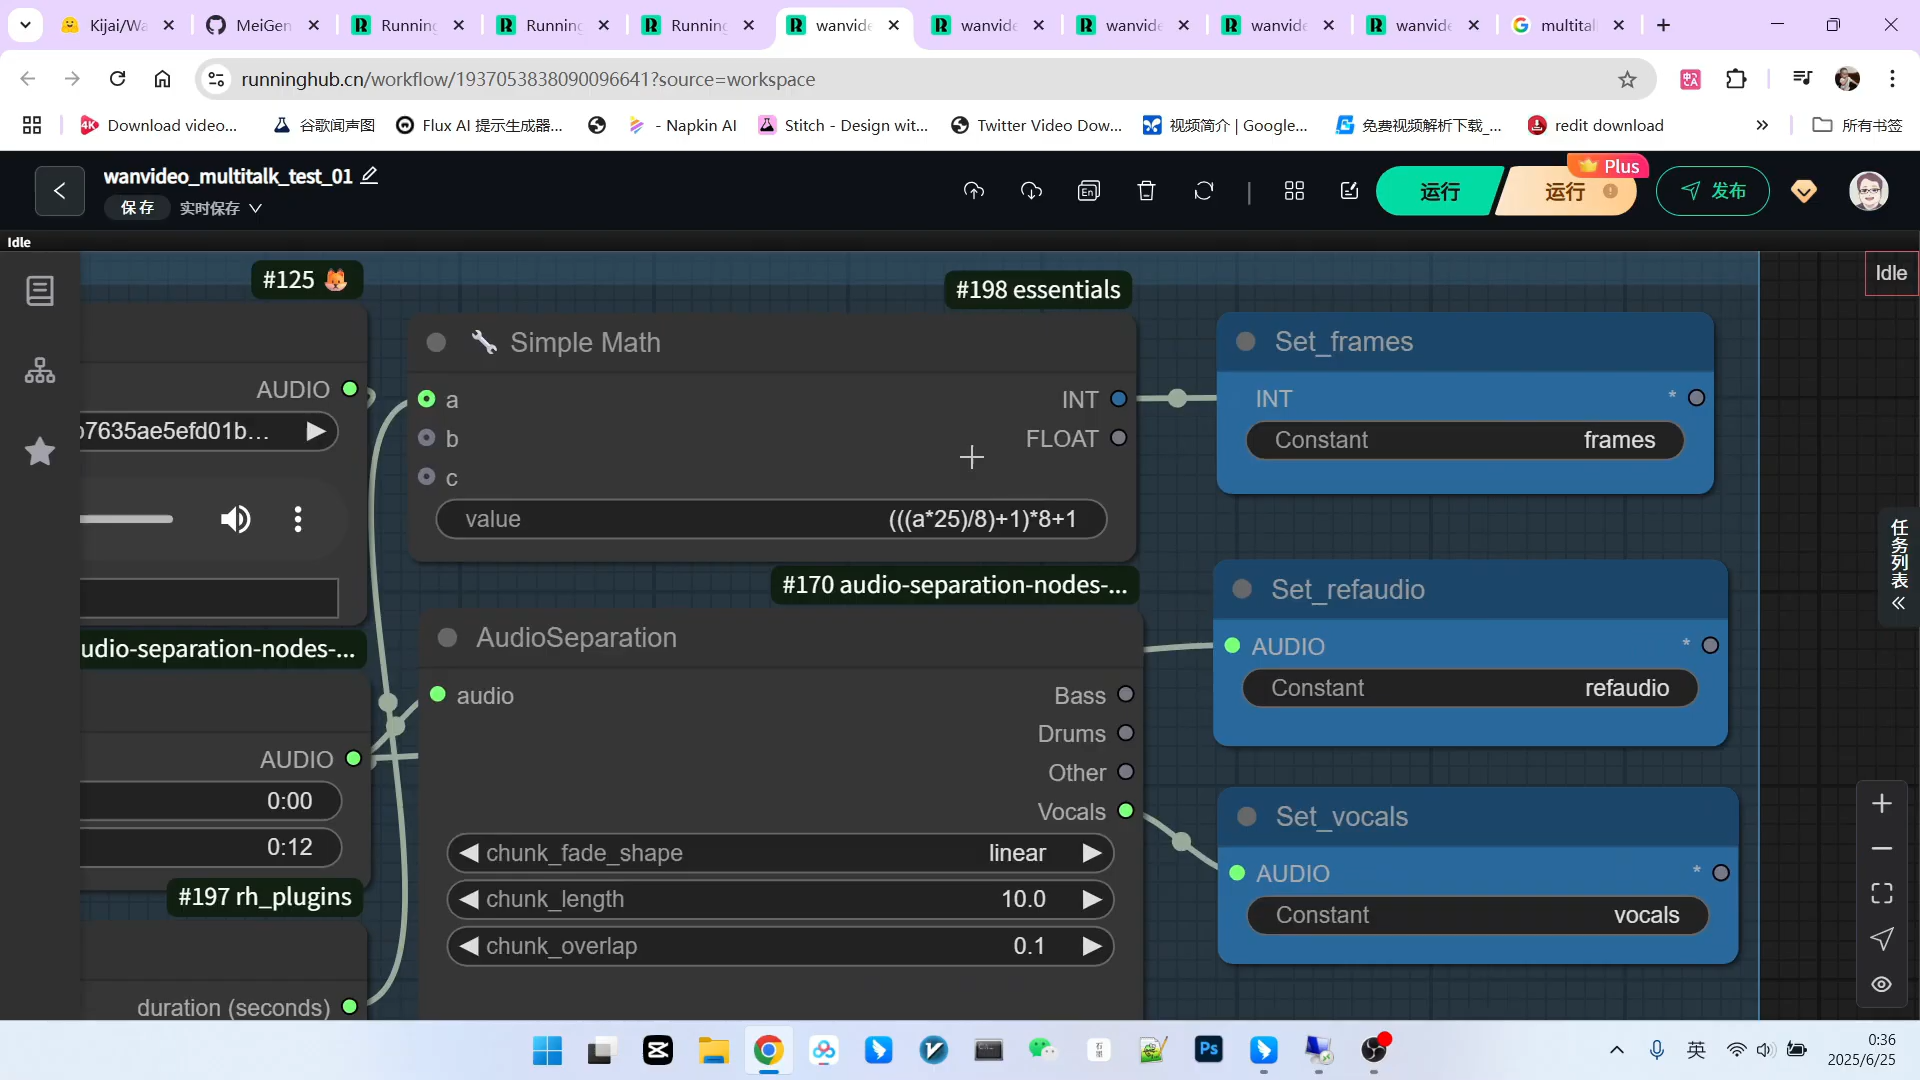 Kijai/Wa
MeiGen
Running
Running
Running
wanvide
wanvide
wanvide
wanvide
wanvide
multital
runninghub.cn/workflow/1937053838090096641?source=workspace
Download video...
谷歌闻声图
Flux AI 提示生成器...
- Napkin AI
Stitch - Design wit...
Twitter Video Dow...
视频简介 | Google...
免费视频解析下载_...
redit download
所有书签
wanvideo_multitalk_test_01
保存
实时保存
En
运行
运行
Plus
发布
Idle
Idle
#125
#198 essentials
AUDIO
b7635ae5efd01b...
Simple Math
a
b
c
INT
FLOAT
value
(((a*25)/8)+1)*8+1
Set_frames
INT
*
Constant
frames
#170 audio-separation-nodes-...
udio-separation-nodes-...
AUDIO
0:00
0:12
#197 rh_plugins
duration (seconds)
AudioSeparation
audio
Bass
Drums
Other
Vocals
chunk_fade_shape
linear
chunk_length
10.0
chunk_overlap
0.1
Set_refaudio
AUDIO
*
Constant
refaudio
Set_vocals
AUDIO
*
Constant
vocals
任务列表
英
0:36
2025/6/25
Ps